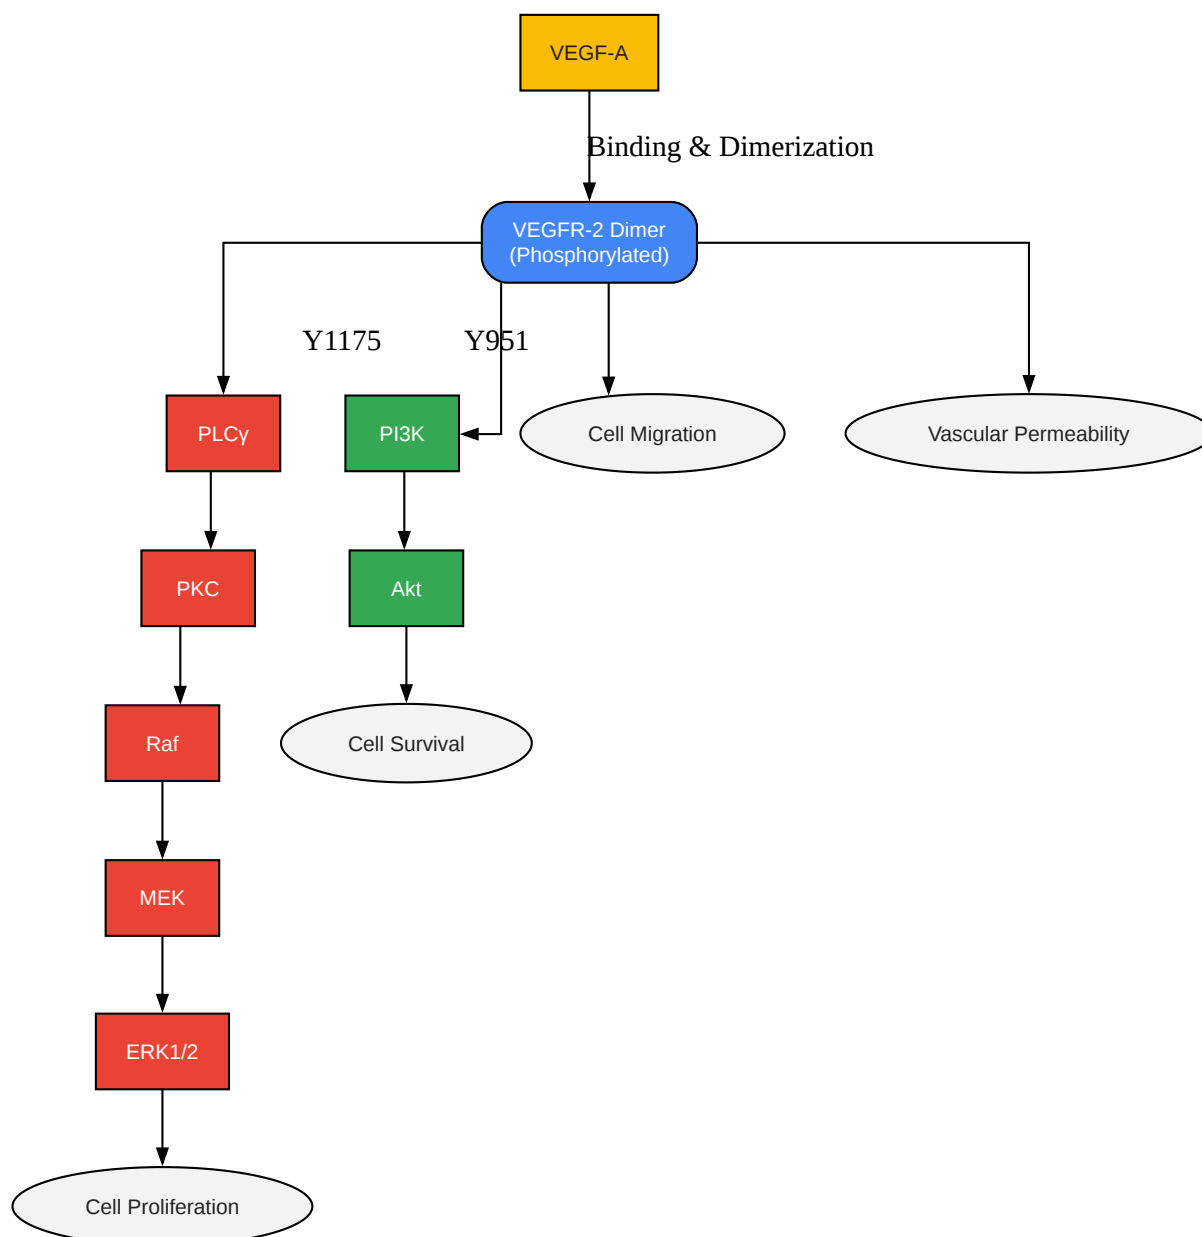 VEGF-A
Binding & Dimerization
VEGFR-2 Dimer
(Phosphorylated)
Y1175
Y951
PLCγ
PI3K
Cell Migration
Vascular Permeability
PKC
Akt
Raf
Cell Survival
MEK
ERK1/2
Cell Proliferation